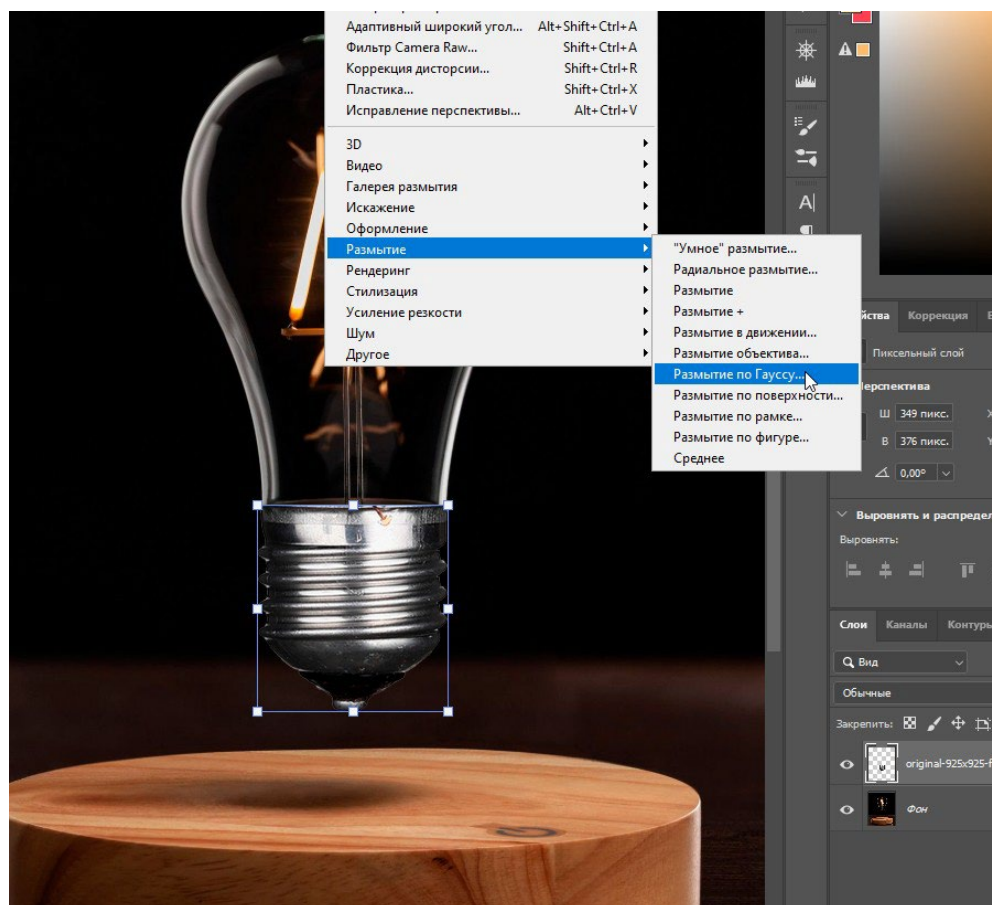 Адаптивный широкий угол... Alt+Shift+Ctrl+A
Фильтр Camera Raw... Shift+Ctrl+A
Коррекция дисторсии... Shift+Ctrl+R
Пластика... Shift+Ctrl+X
Исправление перспективы... Alt+Ctrl+V
3D
Видео
Галерея размытия
Искажение
Оформление
Размытие
Рендеринг
Стилизация
Усиление резкости
Шум
Другое
"Умное" размытие...
Радиальное размытие...
Размытие
Размытие +
Размытие в движении...
Размытие объектива...
Размытие по Гауссу...
Размытие по поверхности...
Размытие по рамке...
Размытие по фигуре...
Среднее
A|
йства Коррекция
Пиксельный слой
ерспектива
Ш 349 пикс. X
В 376 пикс. Y
0,00°
Выровнять и распредел
Выровнять:
Слои Каналы Контуры
Вид
Обычные
Закрепить:
original-925x925-f
Фон